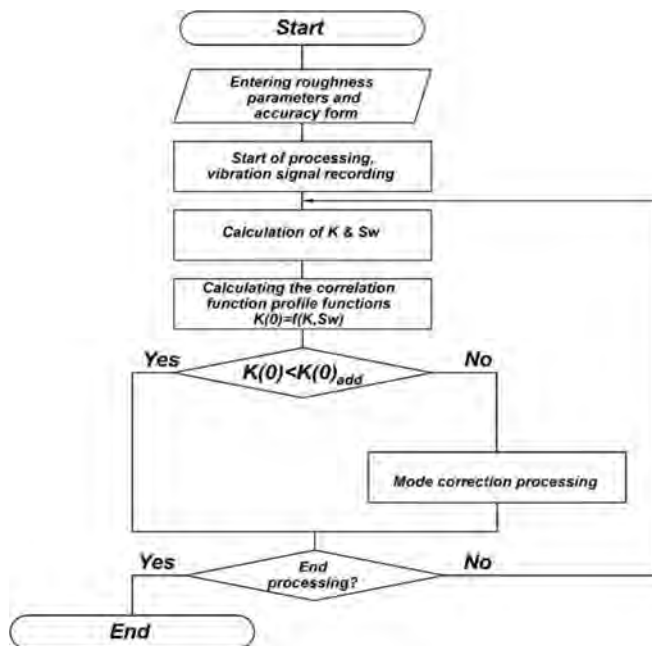 Start
Entering roughness
parameters and
accuracy form
Start of processing,
vibration signal recording
Calculation of K & Sw
Calculating the correlation
function profile functions
K(0)=f(K,Sw)
Yes
No
K(0)<K(0)add
Mode correction processing
Yes
No
End
processing?
End